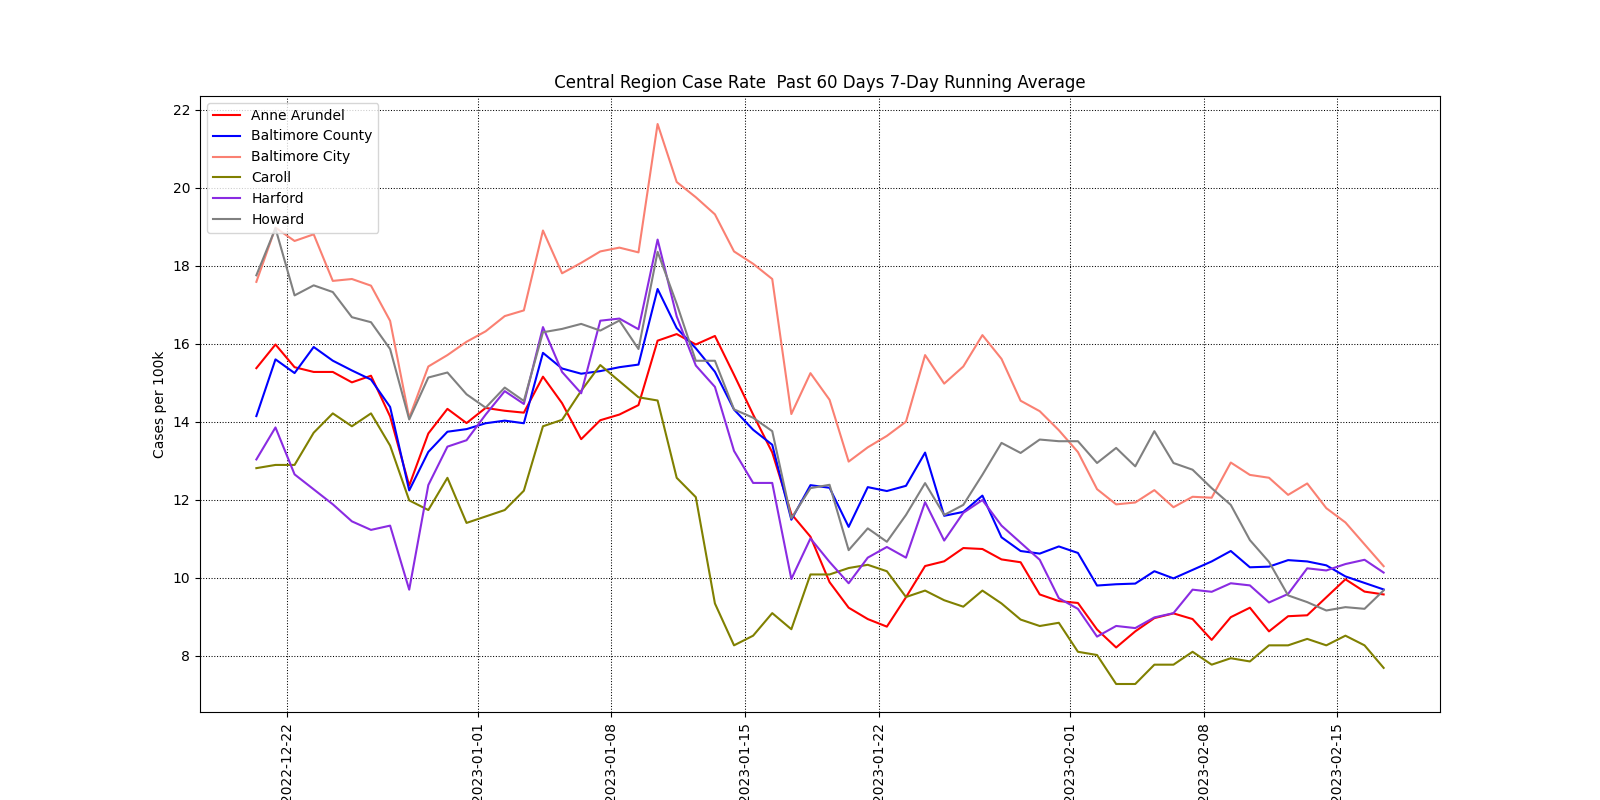 Central Region Case Rate  Past 60 Days 7-Day Running Average
Cases per 100k
22
20
18
16
14
12
10
8
Anne Arundel
Baltimore County
Baltimore City
Caroll
Harford
Howard
2022-12-22
2023-01-01
2023-01-08
2023-01-15
2023-01-22
2023-02-01
2023-02-08
2023-02-15